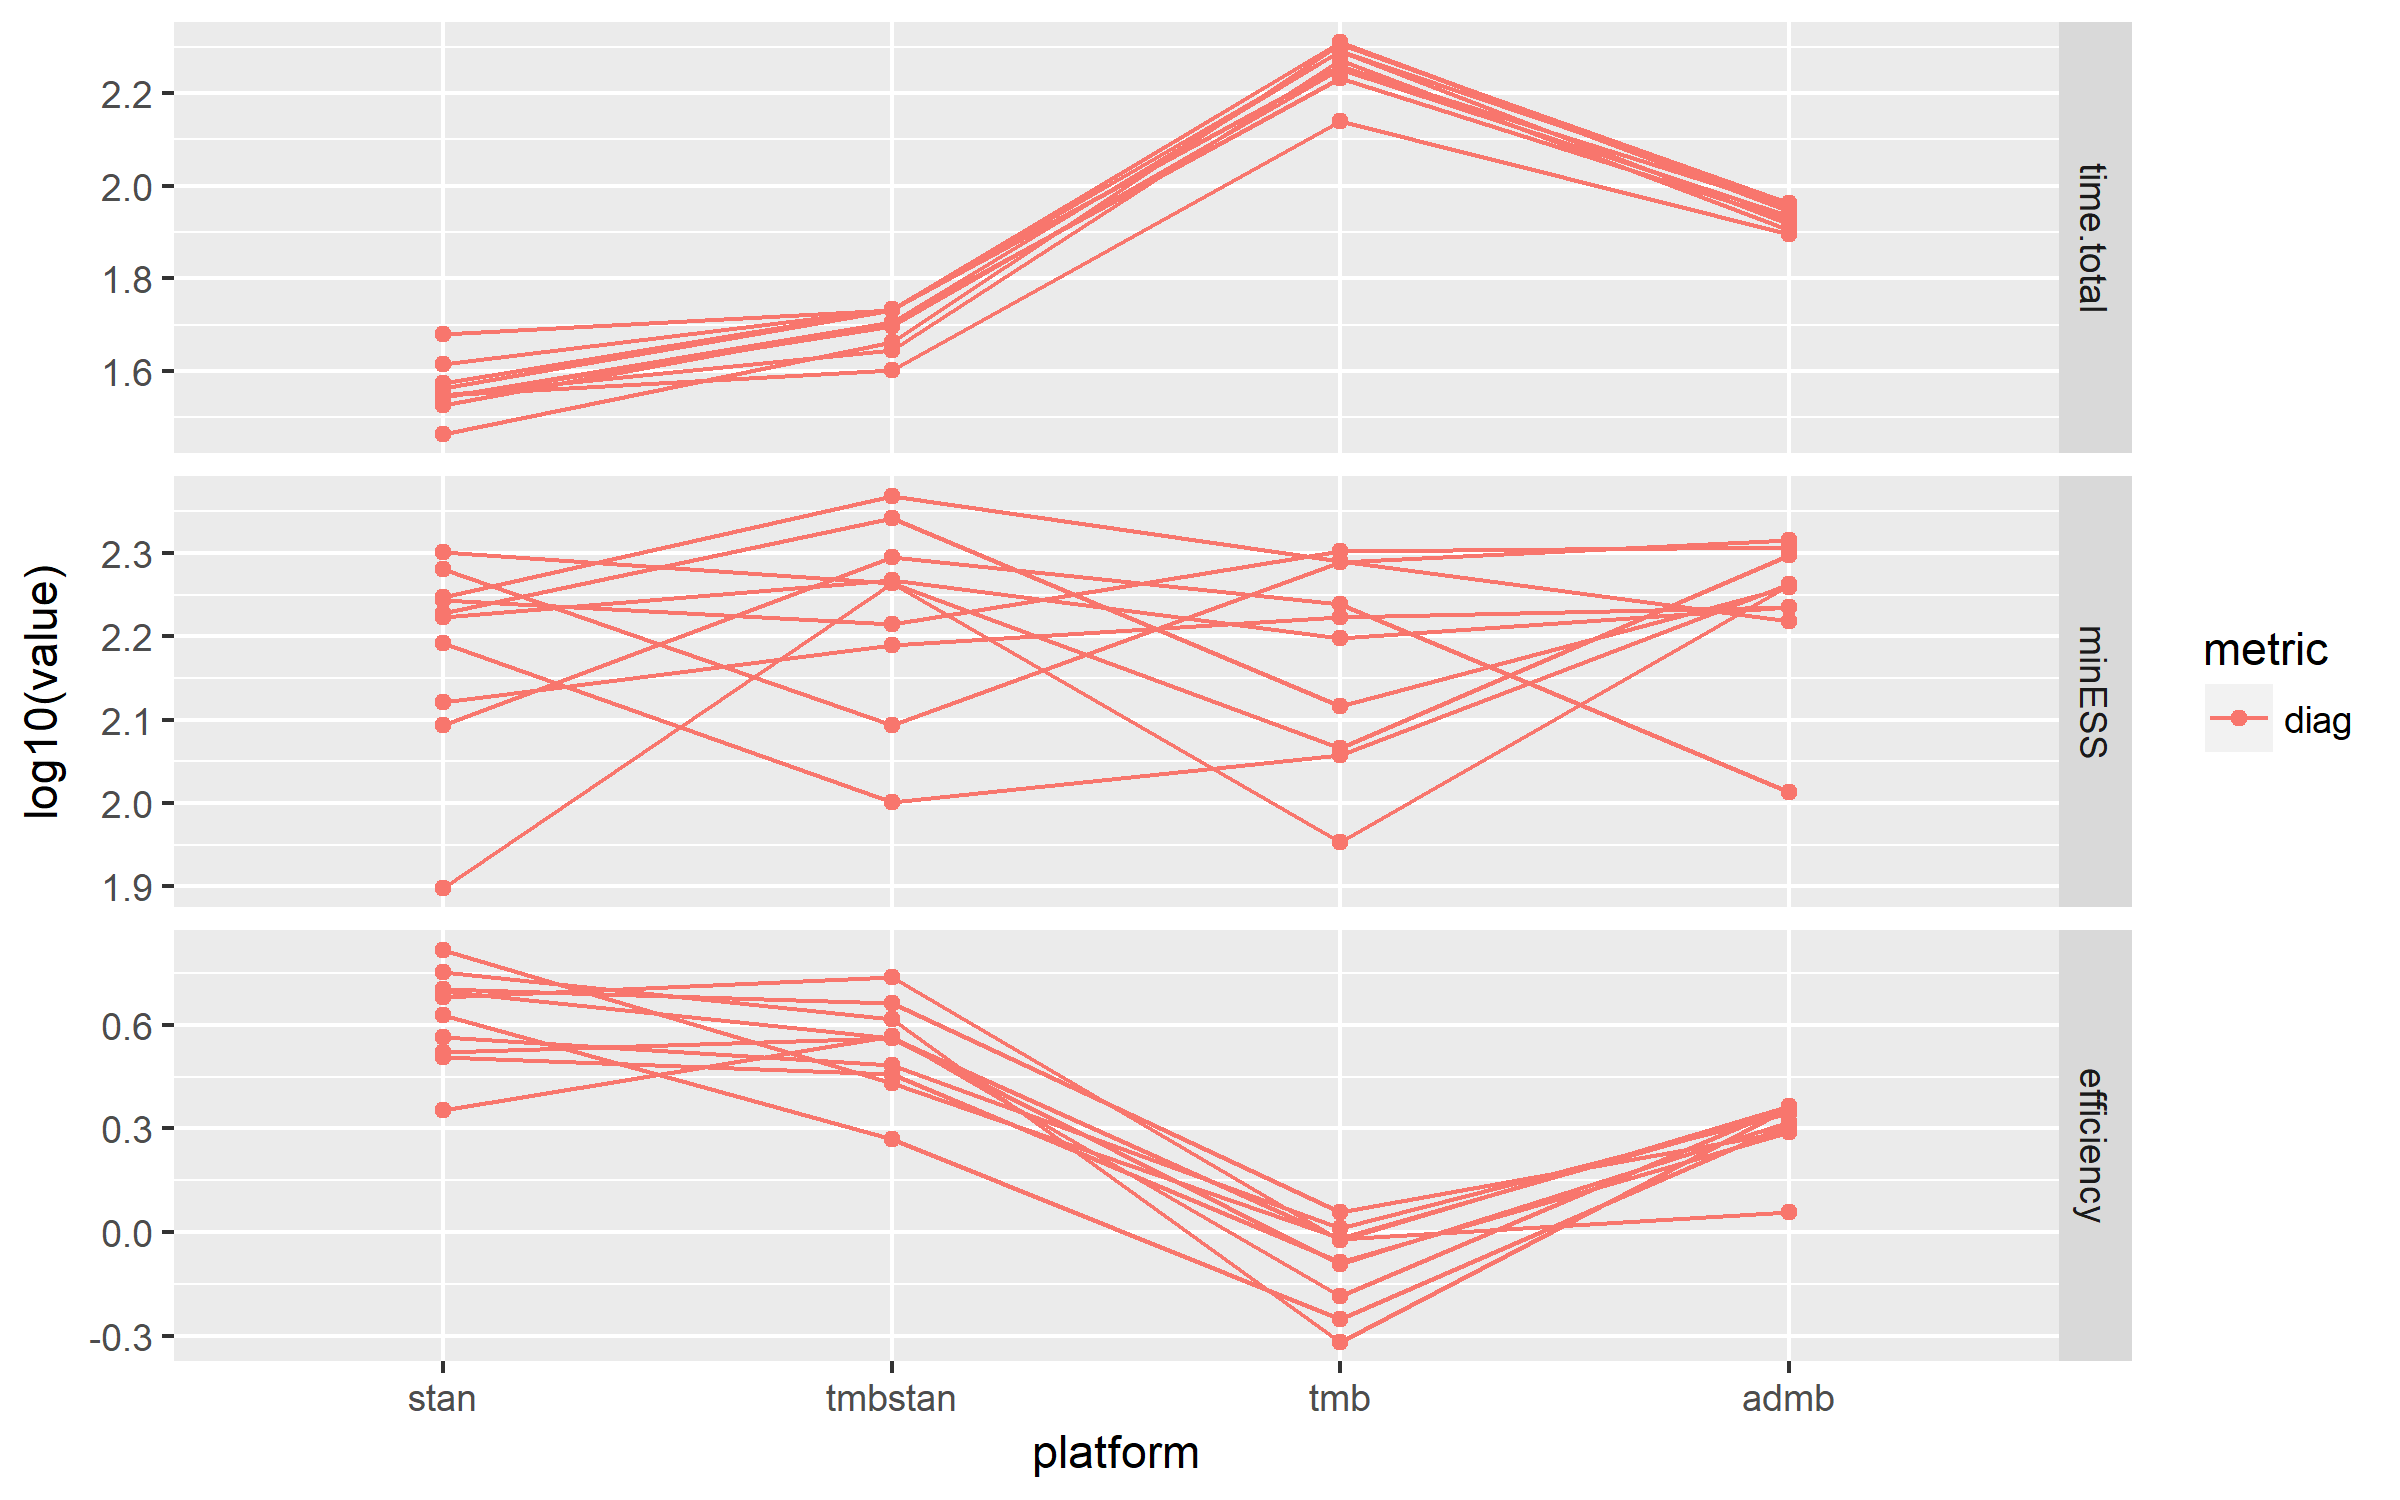 2.2
2.0
1.8
1.6
time.total
2.3
2.2
2.1
2.0
1.9
minESS
0.6
0.3
0.0
-0.3
efficiency
log10(value)
stan tmbstan tmb admb
platform
metric
diag